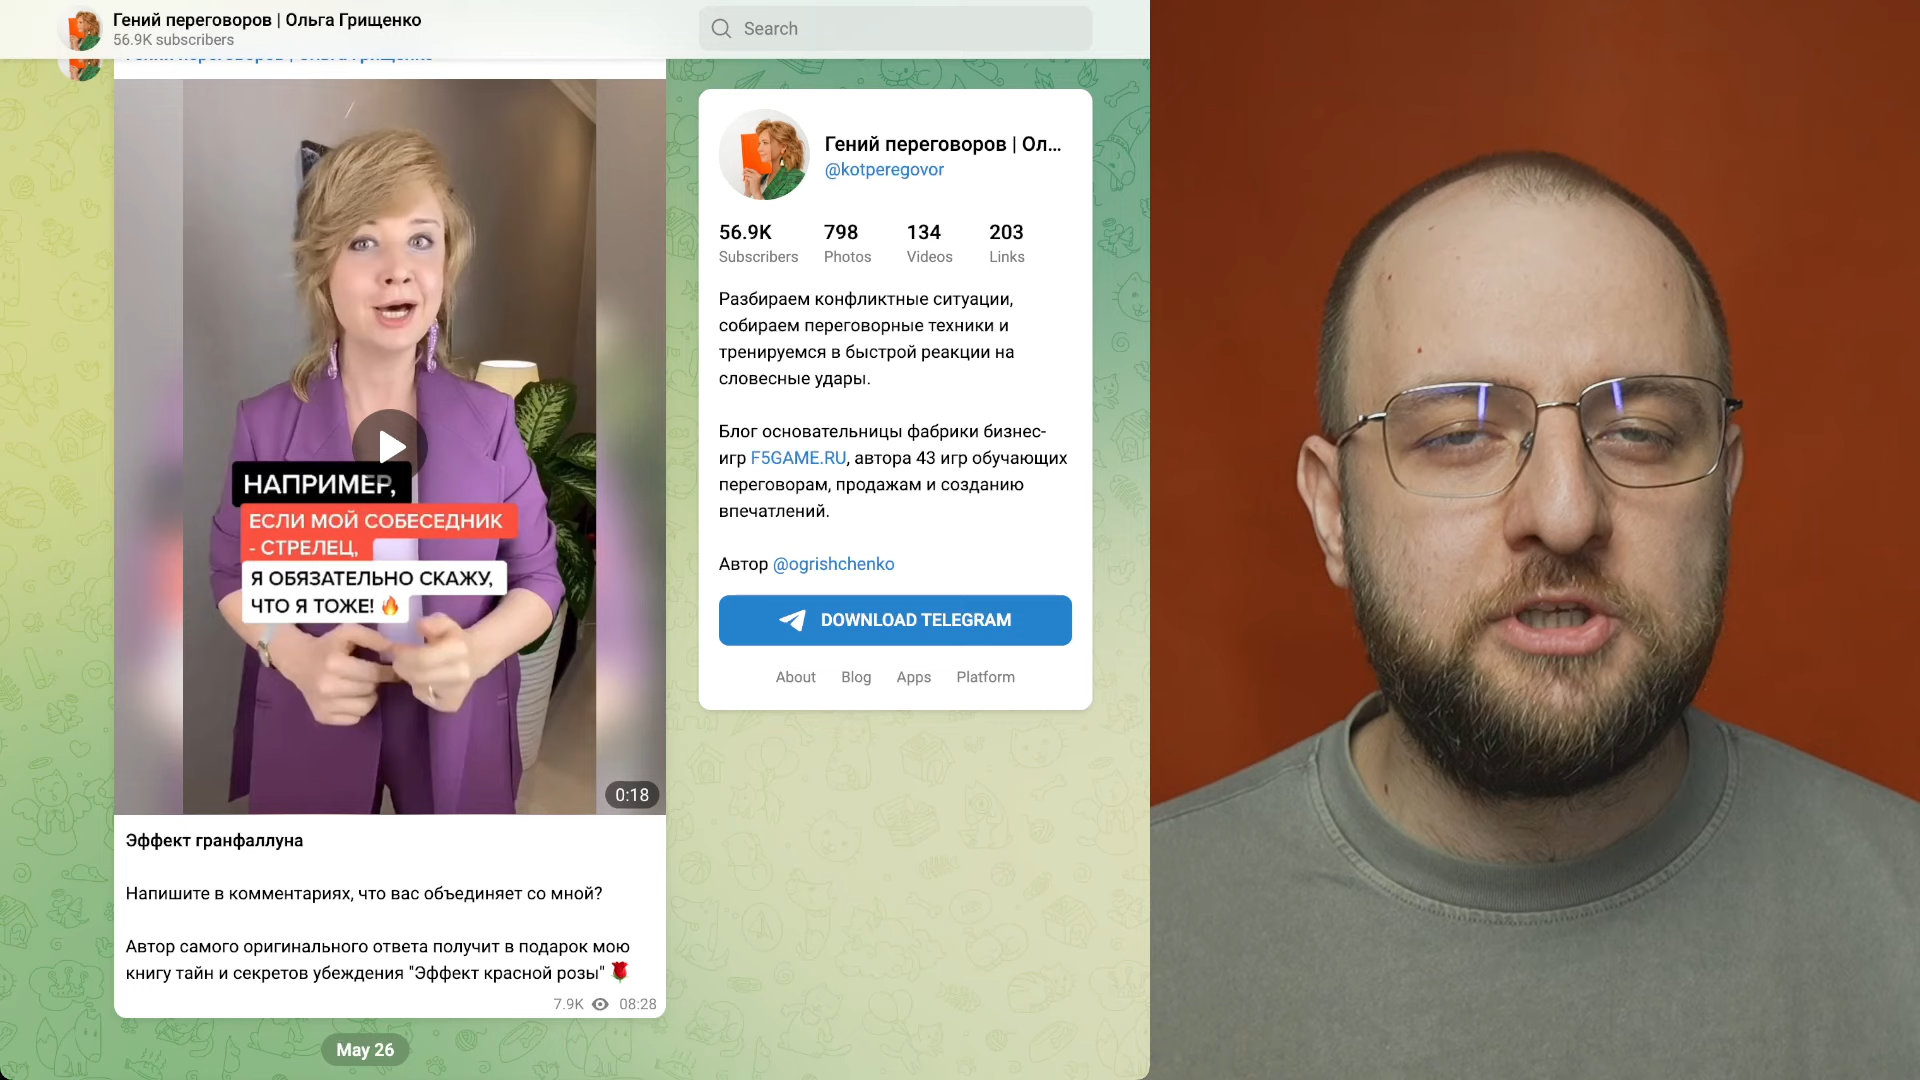 Гений переговоров | Ольга Грищенко
56.9K subscribers
Search
Гений переговоров | Ольга Грищенко
НАПРИМЕР,
ЕСЛИ МОЙ СОБЕСЕДНИК
- СТРЕЛЕЦ,
Я ОБЯЗАТЕЛЬНО СКАЖУ,
ЧТО Я ТОЖЕ! 🔥
0:18
Эффект гранфаллуна
Напишите в комментариях, что вас объединяет со мной?
Автор самого оригинального ответа получит в подарок мою
книгу тайн и секретов убеждения "Эффект красной розы" 🌹
7.9K 08:28
May 26
Гений переговоров | Ол...
@kotperegovor
56.9K 798 134 203
Subscribers Photos Videos Links
Разбираем конфликтные ситуации,
собираем переговорные техники и
тренируемся в быстрой реакции на
словесные удары.
Блог основательницы фабрики бизнес-
игр F5GAME.RU, автора 43 игр обучающих
переговорам, продажам и созданию
впечатлений.
Автор @ogrishchenko
DOWNLOAD TELEGRAM
About Blog Apps Platform